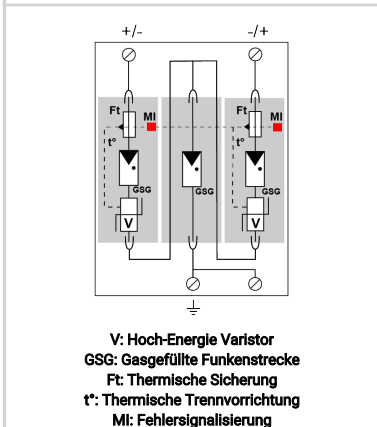 +/-
-/+
Ft
MI
Ft
MI
t°
t°
GSG
GSG
GSG
V
V
V: Hoch-Energie Varistor
GSG: Gasgefüllte Funkenstrecke
Ft: Thermische Sicherung
t°: Thermische Trennvorrichtung
MI: Fehlersignalisierung